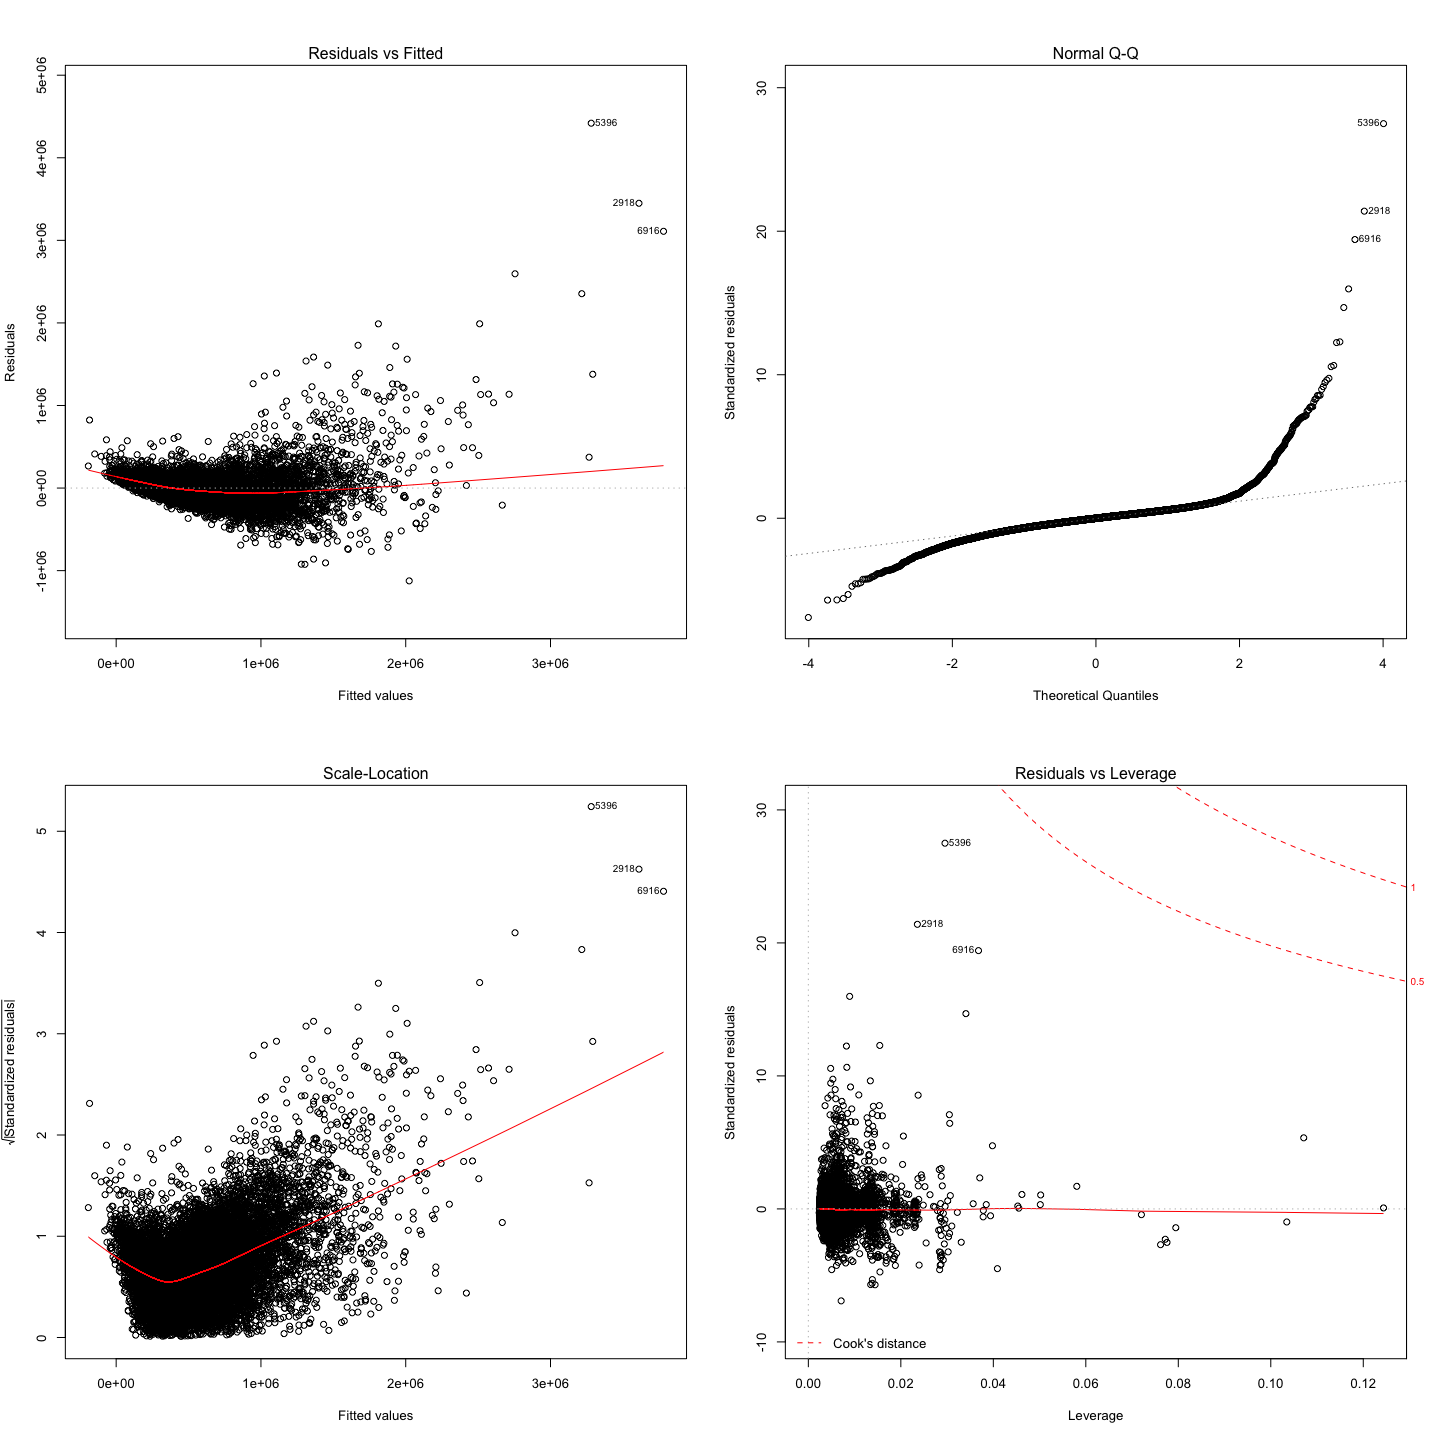 Residuals vs Fitted
5e+06
4e+06
3e+06
2e+06
1e+06
0e+00
-1e+06
Residuals
5396
2918
6916
0e+00 1e+06 2e+06 3e+06
Fitted values
Normal Q-Q
30
20
10
0
Standardized residuals
5396
2918
6916
-4 -2 0 2 4
Theoretical Quantiles
Scale-Location
5
4
3
2
1
0
√|Standardized residuals|
5396
2918
6916
0e+00 1e+06 2e+06 3e+06
Fitted values
Residuals vs Leverage
30
20
10
0
-10
Standardized residuals
5396
2918
6916
1
0.5
Cook's distance
0.00 0.02 0.04 0.06 0.08 0.10 0.12
Leverage